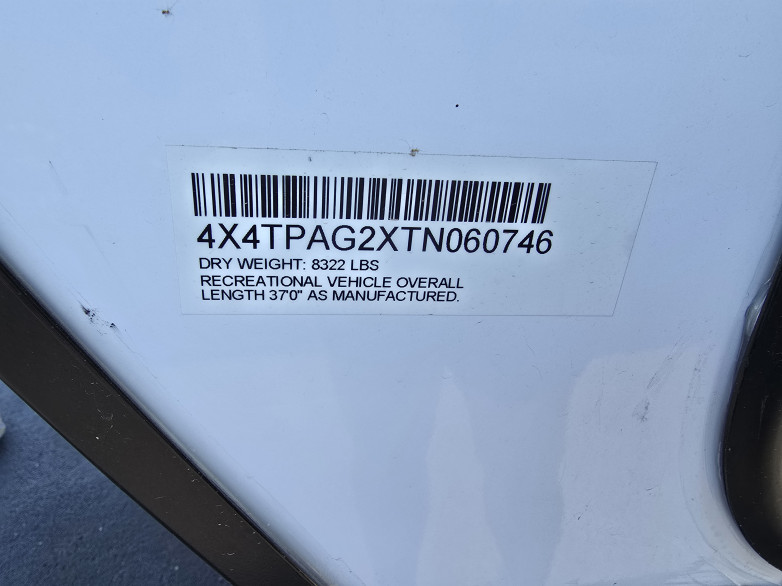 4X4TPAG2XTN060746
DRY WEIGHT: 8322 LBS
RECREATIONAL VEHICLE OVERALL
LENGTH 37'0" AS MANUFACTURED.